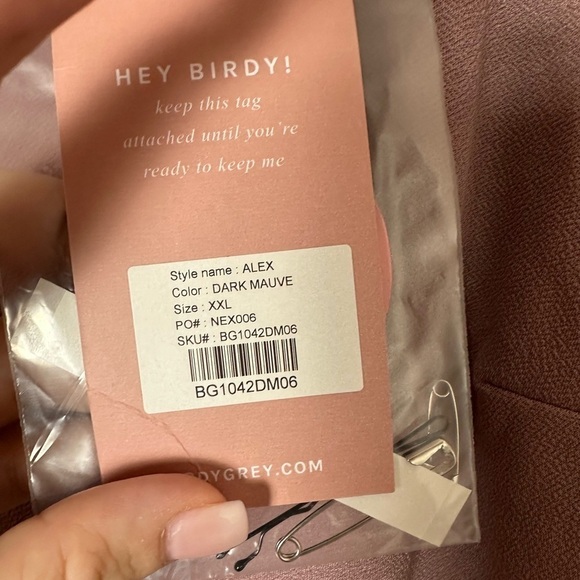 HEY BIRDY!
keep this tag
attached until you're
ready to keep me
Style name : ALEX
Color : DARK MAUVE
Size : XXL
PO# : NEX006
SKU# : BG1042DM06
BG1042DM06
DYGREY.COM